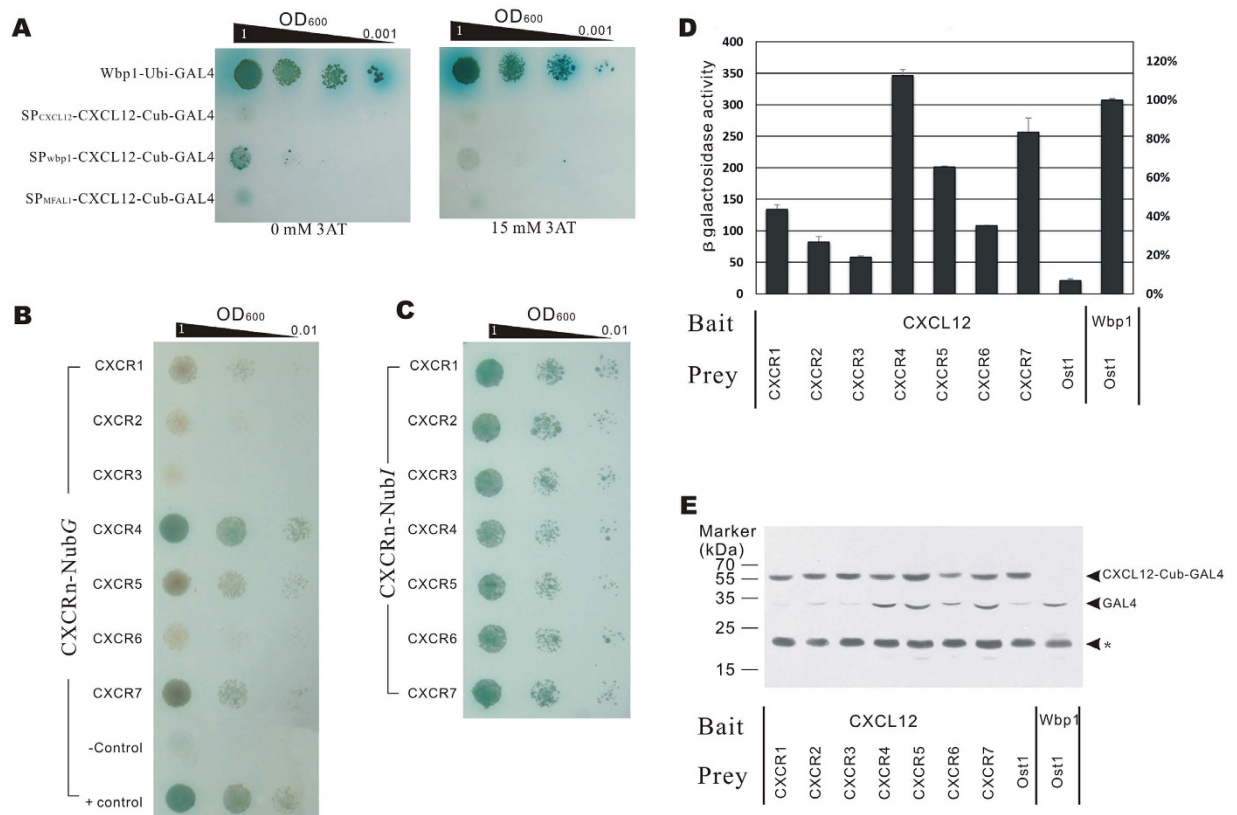 A
OD600
1 0.001
OD600
1 0.001
Wbp1-Ubi-GAL4
SPCXCL12-CXCL12-Cub-GAL4
SPwbp1-CXCL12-Cub-GAL4
SPMFAL1-CXCL12-Cub-GAL4
0 mM 3AT
15 mM 3AT
B
OD600
1 0.01
CXCRn-NubG
CXCR1
CXCR2
CXCR3
CXCR4
CXCR5
CXCR6
CXCR7
-Control
+ control
C
OD600
1 0.01
CXCRn-NubI
CXCR1
CXCR2
CXCR3
CXCR4
CXCR5
CXCR6
CXCR7
D
β galactosidase activity
400
350
300
250
200
150
100
50
0
120%
100%
80%
60%
40%
20%
0%
Bait CXCL12 Wbp1
Prey CXCR1 CXCR2 CXCR3 CXCR4 CXCR5 CXCR6 CXCR7 Ost1 Ost1
E
Marker
(kDa)
70
55
35
25
15
CXCL12-Cub-GAL4
GAL4
*
Bait CXCL12 Wbp1
Prey CXCR1 CXCR2 CXCR3 CXCR4 CXCR5 CXCR6 CXCR7 Ost1 Ost1